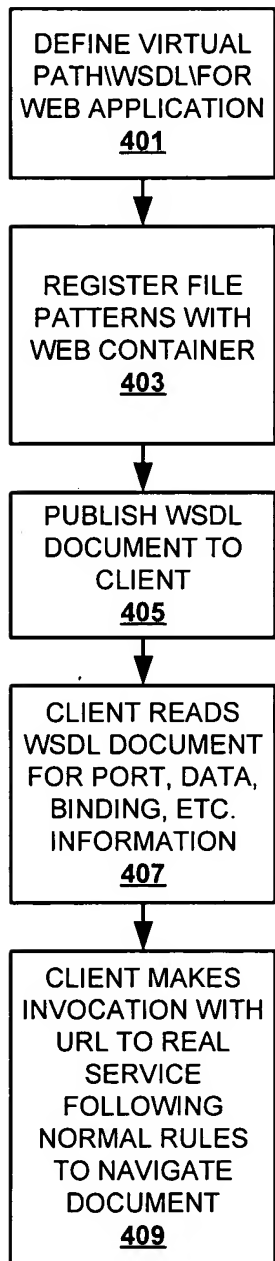 DEFINE VIRTUAL
PATH\WSDL\FOR
WEB APPLICATION
401
REGISTER FILE
PATTERNS WITH
WEB CONTAINER
403
PUBLISH WSDL
DOCUMENT TO
CLIENT
405
CLIENT READS
WSDL DOCUMENT
FOR PORT, DATA,
BINDING, ETC.
INFORMATION
407
CLIENT MAKES
INVOCATION WITH
URL TO REAL
SERVICE
FOLLOWING
NORMAL RULES
TO NAVIGATE
DOCUMENT
409